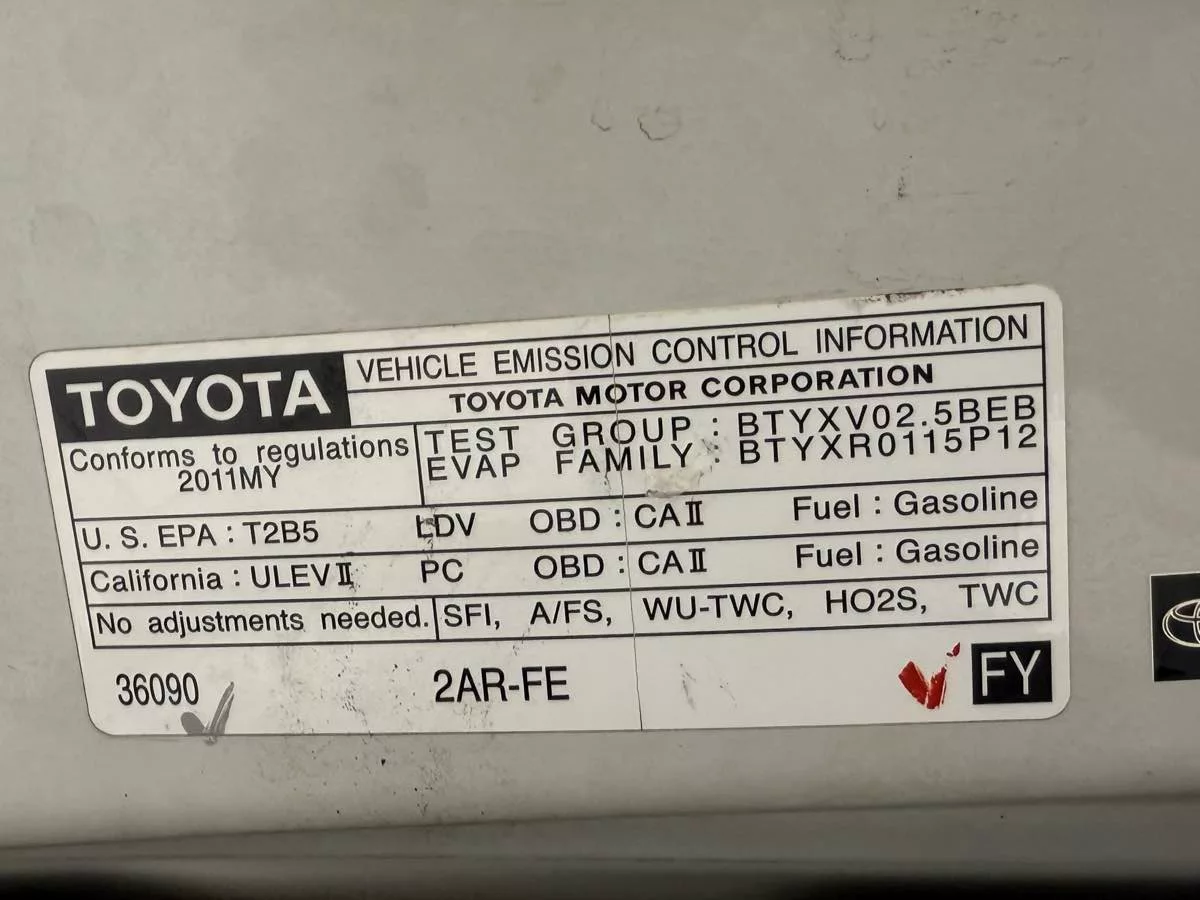 TOYOTA
VEHICLE EMISSION CONTROL INFORMATION
TOYOTA MOTOR CORPORATION
Conforms to regulations
2011MY
TEST GROUP : BTYXV02.5BEB
EVAP FAMILY : BTYXR0115P12
U. S. EPA : T2B5 LDV OBD : CAⅡ Fuel : Gasoline
California : ULEVⅡ PC OBD : CAⅡ Fuel : Gasoline
No adjustments needed. SFI, A/FS, WU-TWC, HO2S, TWC
36090 2AR-FE FY